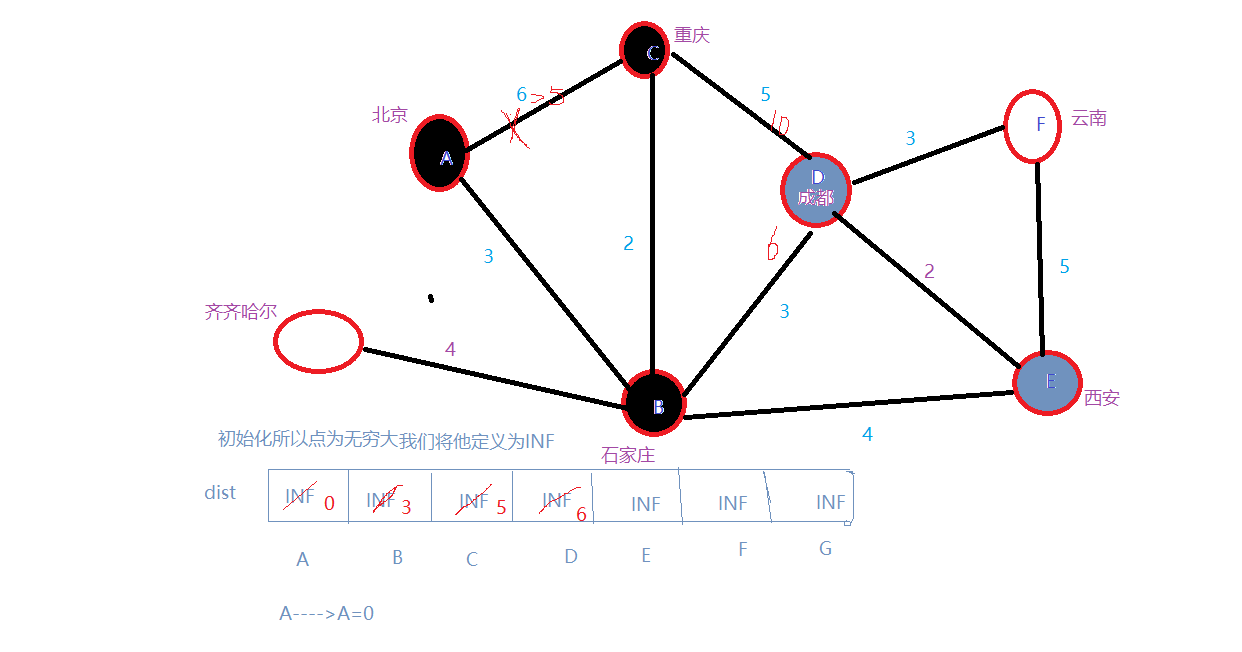 重庆
C
6 >5
5
10
北京
A
云南
F
3
D
成都
2
6
3
2
5
齐齐哈尔
4
3
E
西安
B
4
石家庄
初始化所以点为无穷大我们将他定义为INF
dist INF 0 INF 3 INF 5 INF 6 INF INF INF
A B C D E F G
A---->A=0